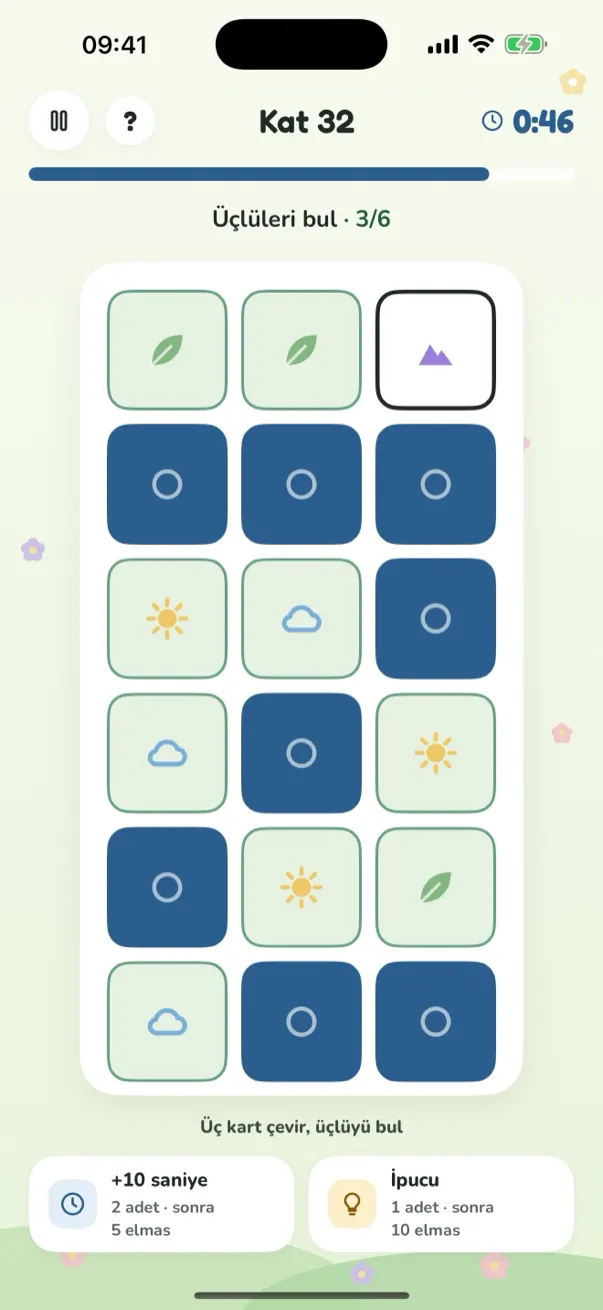 09:41
?
Kat 32
0:46
Üçlüleri bul · 3/6
Üç kart çevir, üçlüyü bul
+10 saniye
2 adet · sonra
5 elmas
İpucu
1 adet · sonra
10 elmas